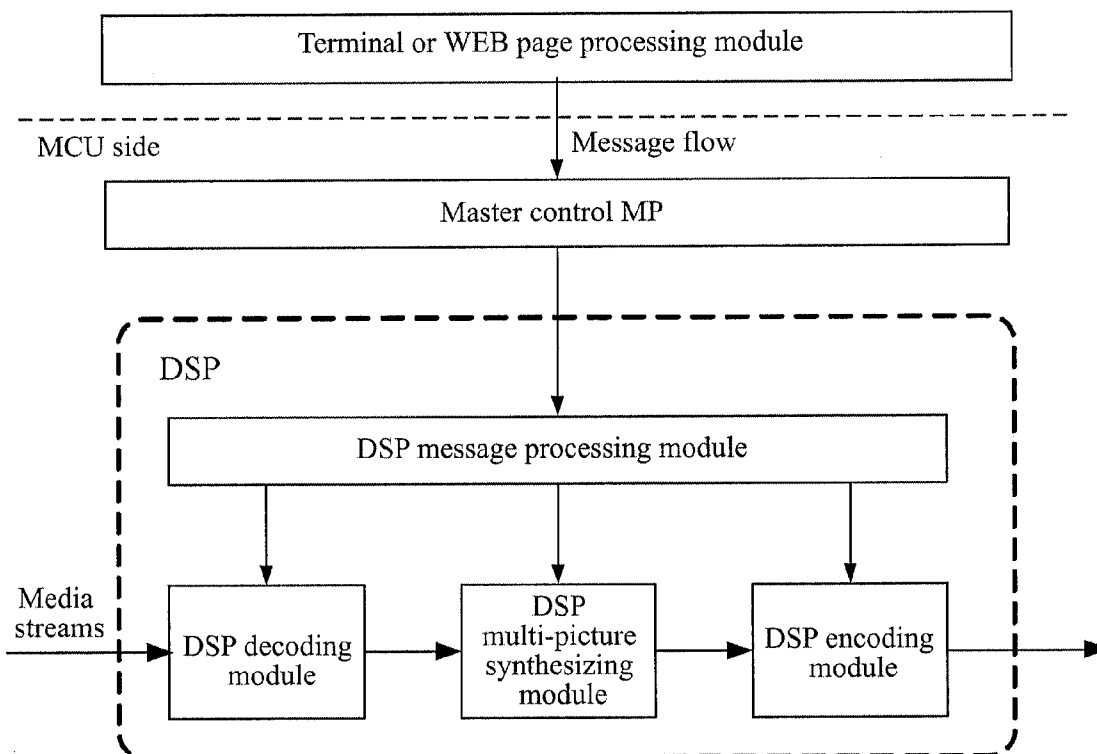 Terminal or WEB page processing module
MCU side
Message flow
Master control MP
DSP
DSP message processing module
Media
streams
DSP decoding
module
DSP
multi-picture
synthesizing
module
DSP encoding
module